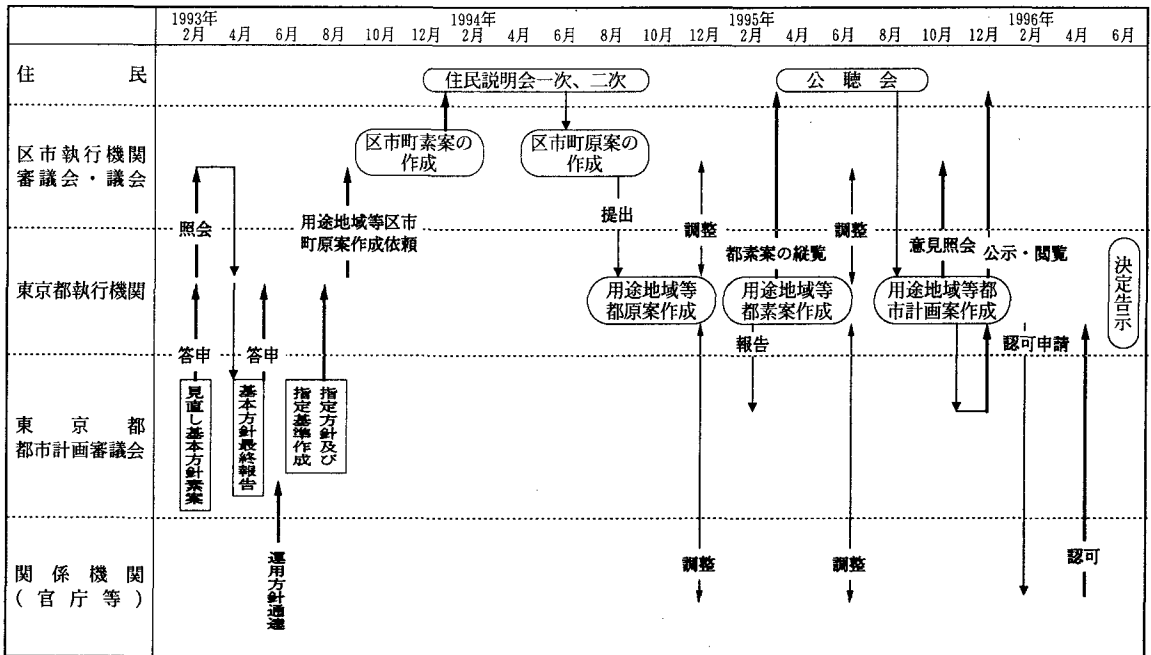 1993年 1994年 1995年 1996年
2月 4月 6月 8月 10月 12月 2月 4月 6月 8月 10月 12月 2月 4月 6月 8月 10月 12月 2月 4月 6月
住民
住民説明会一次、二次
公聴会
区市執行機関
審議会・議会
区市町素案の
作成
区市町原案の
作成
照会
用途地域等区市
町原案作成依頼
提出
調整
都素案の縦覧
調整
意見照会
公示・閲覧
東京都執行機関
用途地域等
都原案作成
用途地域等
都素案作成
用途地域等都
市計画案作成
決定告示
答申
答申
報告
認可申請
東京都
都市計画審議会
見直し基本方針素案
基本方針最終報告
指定方針及び
指定基準作成
関係機関
(官庁等)
運用方針通達
調整
調整
認可